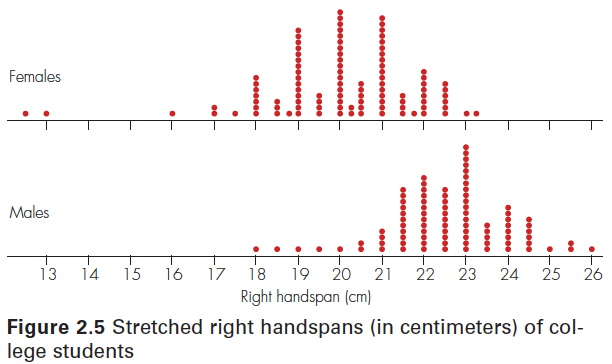 Females
Males
13 14 15 16 17 18 19 20 21 22 23 24 25 26
Right handspan (cm)
Figure 2.5 Stretched right handspans (in centimeters) of col-
lege students